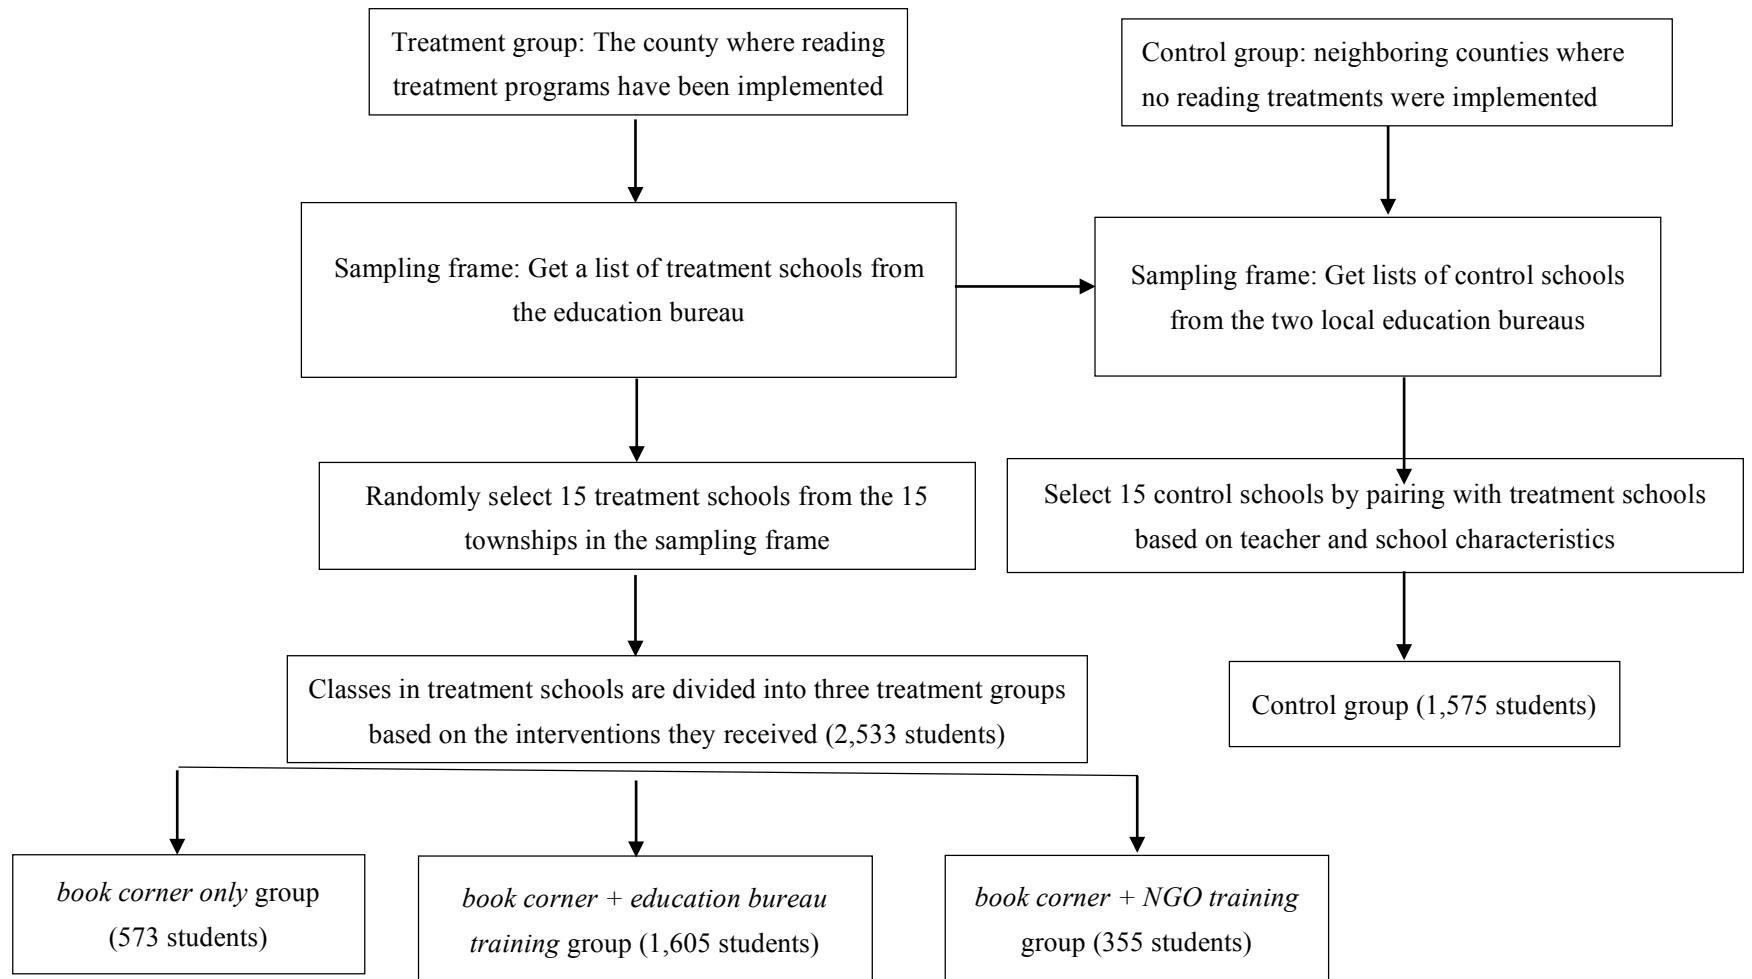 Treatment group: The county where reading
treatment programs have been implemented
Control group: neighboring counties where
no reading treatments were implemented
Sampling frame: Get a list of treatment schools from
the education bureau
Sampling frame: Get lists of control schools
from the two local education bureaus
Randomly select 15 treatment schools from the 15
townships in the sampling frame
Select 15 control schools by pairing with treatment schools
based on teacher and school characteristics
Classes in treatment schools are divided into three treatment groups
based on the interventions they received (2,533 students)
Control group (1,575 students)
book corner only group
(573 students)
book corner + education bureau
training group (1,605 students)
book corner + NGO training
group (355 students)